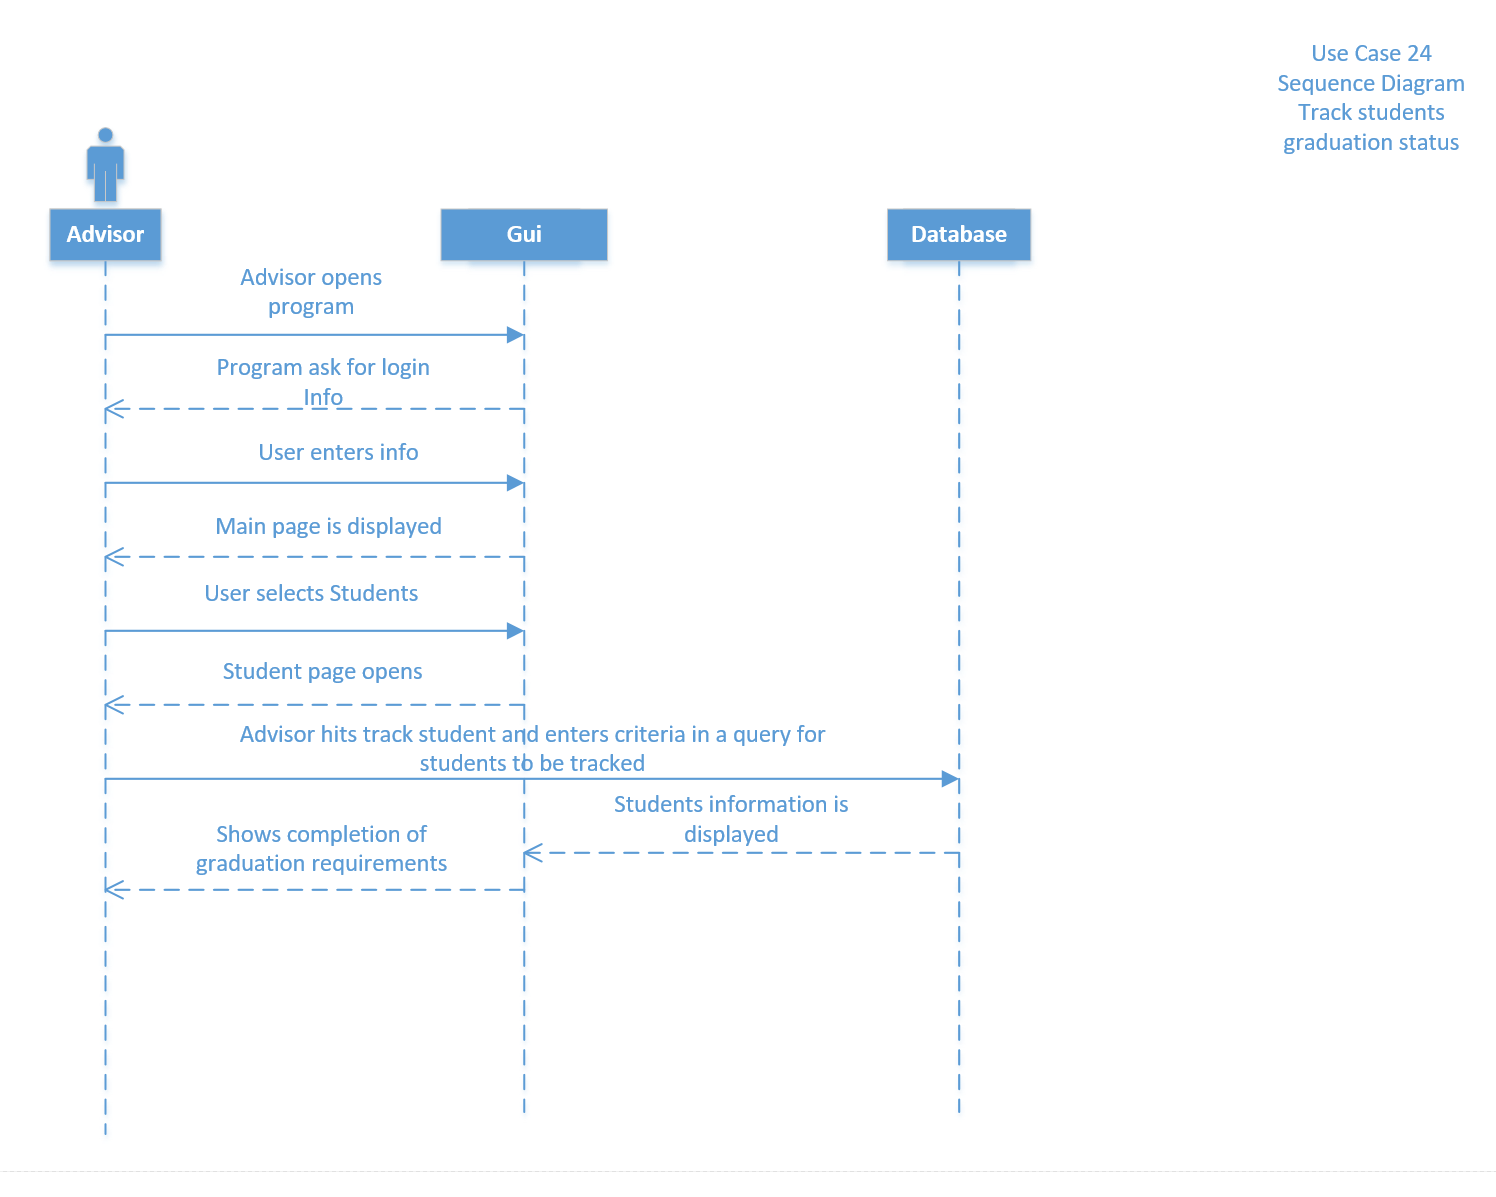 Use Case 24
Sequence Diagram
Track students
graduation status
Advisor
Gui
Database
Advisor opens
program
Program ask for login
Info
User enters info
Main page is displayed
User selects Students
Student page opens
Advisor hits track student and enters criteria in a query for
students to be tracked
Students information is
displayed
Shows completion of
graduation requirements